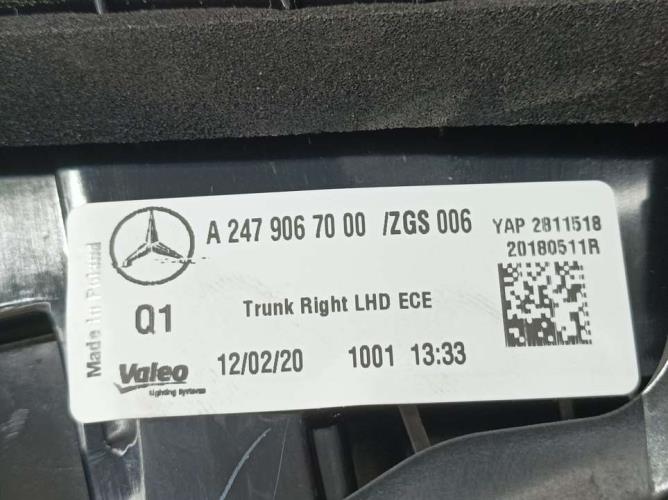 A 247 906 70 00 /ZGS 006
YAP 2811518
20180511R
Made in Poland
Q1
Trunk Right LHD ECE
Valeo
Lighting Systems
12/02/20 1001 13:33